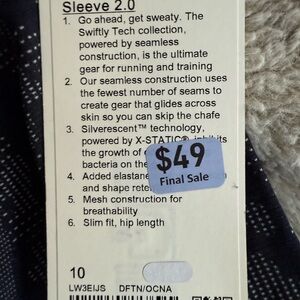 Sleeve 2.0
1. Go ahead, get sweaty. The
Swiftly Tech collection,
powered by seamless
construction, is the ultimate
gear for running and training
2. Our seamless construction uses
the fewest number of seams to
create gear that glides across
skin so you can skip the chafe
3. Silverescent™ technology,
powered by X-STATIC®
the growth of
bacteria on the
4. Added elastane
and shape
5. Mesh construction for
breathability
6. Slim fit, hip length
$49
Final Sale
10
LW3EIJS DFTN/OCNA